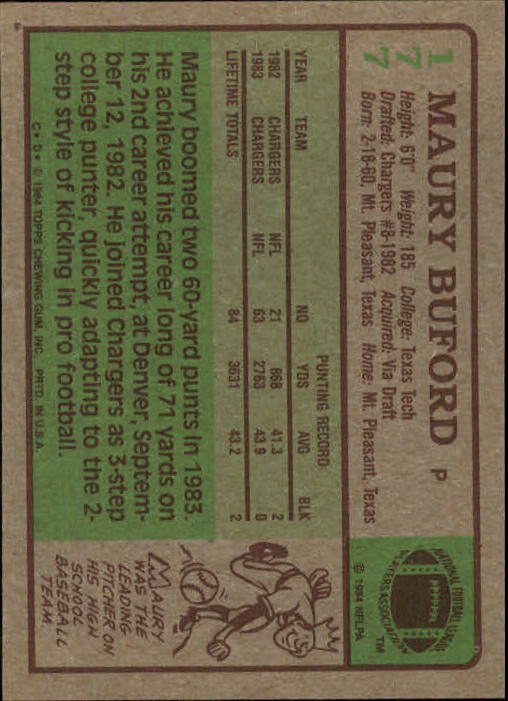 177
MAURY BUFORD P
Height: 6'0" Weight: 185 College: Texas Tech
Drafted: Chargers #8-1982 Acquired: Via Draft
Born: 2-18-60, Mt. Pleasant, Texas Home: Mt. Pleasant, Texas
NATIONAL FOOTBALL LEAGUE
PLAYERS ASSOCIATION
TM
© 1984 NFLPA
PUNTING RECORD
YEAR TEAM NO YDS AVG BLK
1982 CHARGERS NFL 21 868 41.3 2
1983 CHARGERS NFL 63 2763 43.9 0
LIFETIME TOTALS 84 3631 43.2 2
Maury boomed two 60-yard punts in 1983.
He achieved his career long of 71 yards on
his 2nd career attempt, at Denver, Septem-
ber 12, 1982. He joined Chargers as 3-step
college punter, quickly adapting to the 2-
step style of kicking in pro football.
C* D* © 1984 TOPPS CHEWING GUM, INC. PRTD. IN U.S.A.
MAURY
WAS THE
LEADING
PITCHER ON
HIS HIGH
SCHOOL
BASEBALL
TEAM.